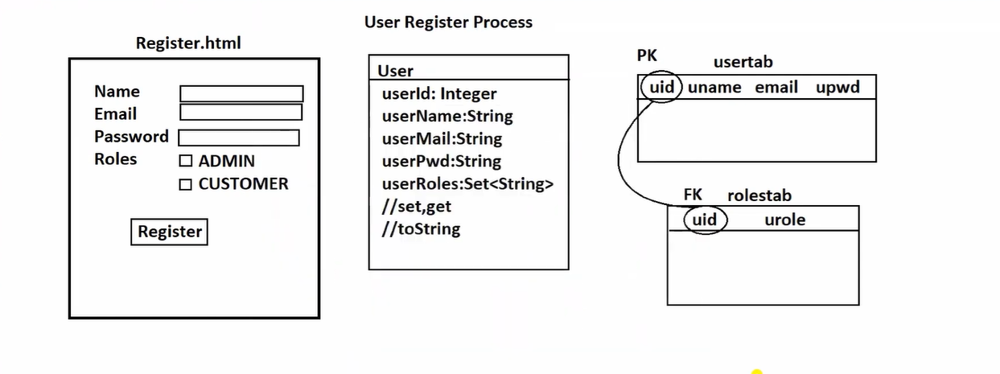 User Register Process
Register.html
Name
Email
Password
Roles
ADMIN
CUSTOMER
Register
User
userId: Integer
userName:String
userMail:String
userPwd:String
userRoles:Set<String>
//set,get
//toString
PK
usertab
uid uname email upwd
FK rolestab
uid urole